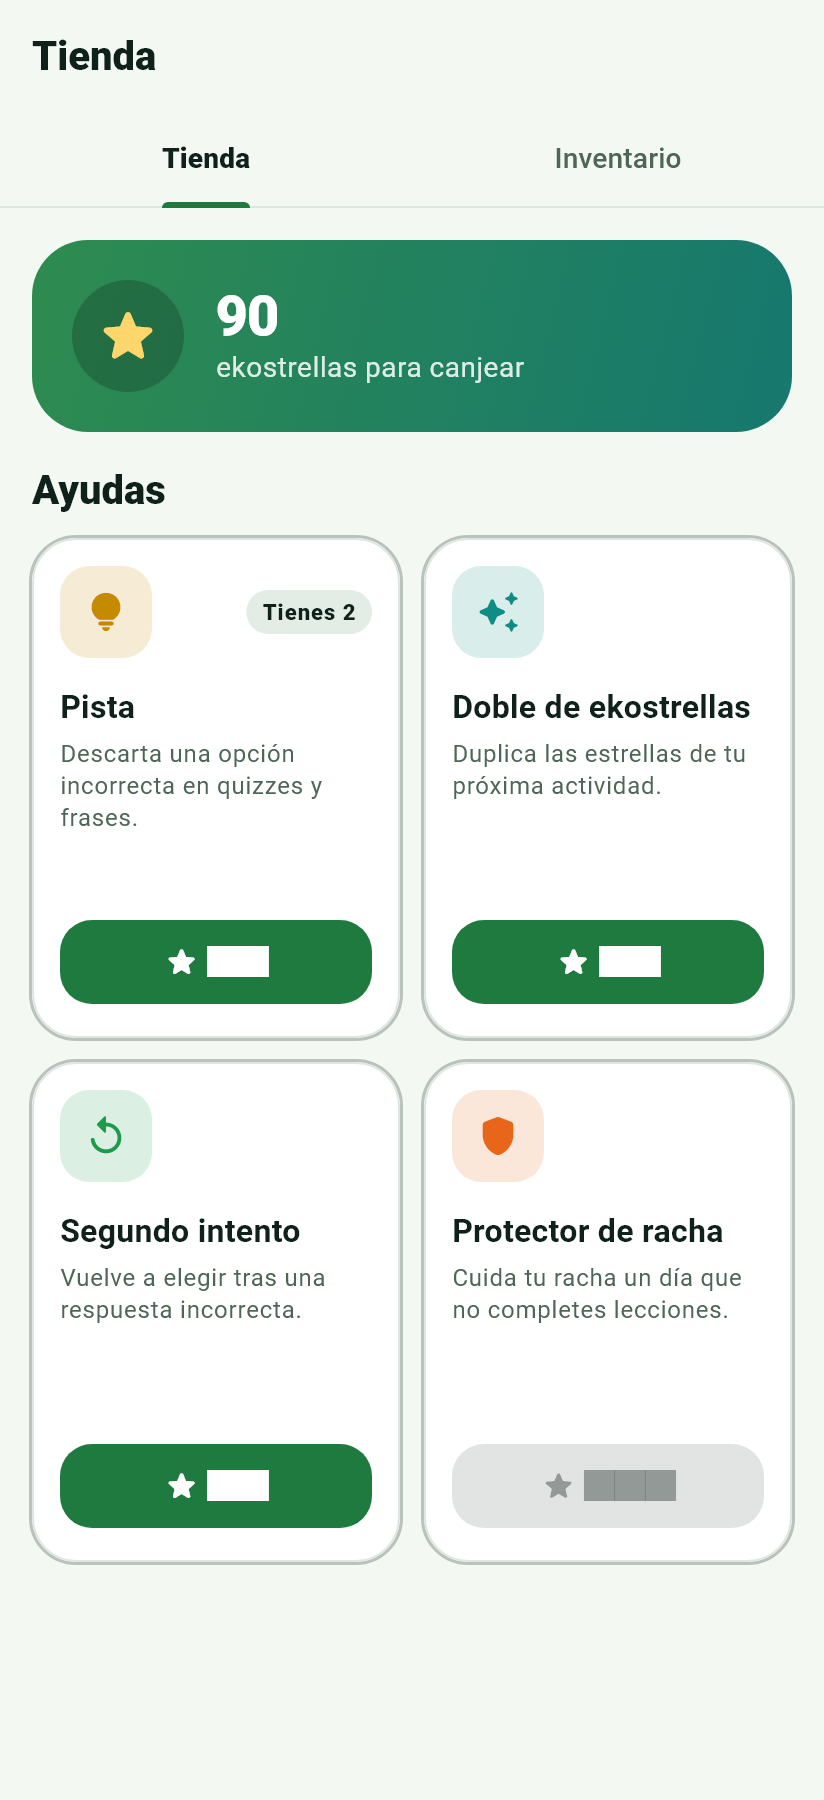 Tienda
Tienda
Inventario
90
ekostrellas para canjear
Ayudas
Tienes 2
Pista
Descarta una opción
incorrecta en quizzes y
frases.
Doble de ekostrellas
Duplica las estrellas de tu
próxima actividad.
Segundo intento
Vuelve a elegir tras una
respuesta incorrecta.
Protector de racha
Cuida tu racha un día que
no completes lecciones.